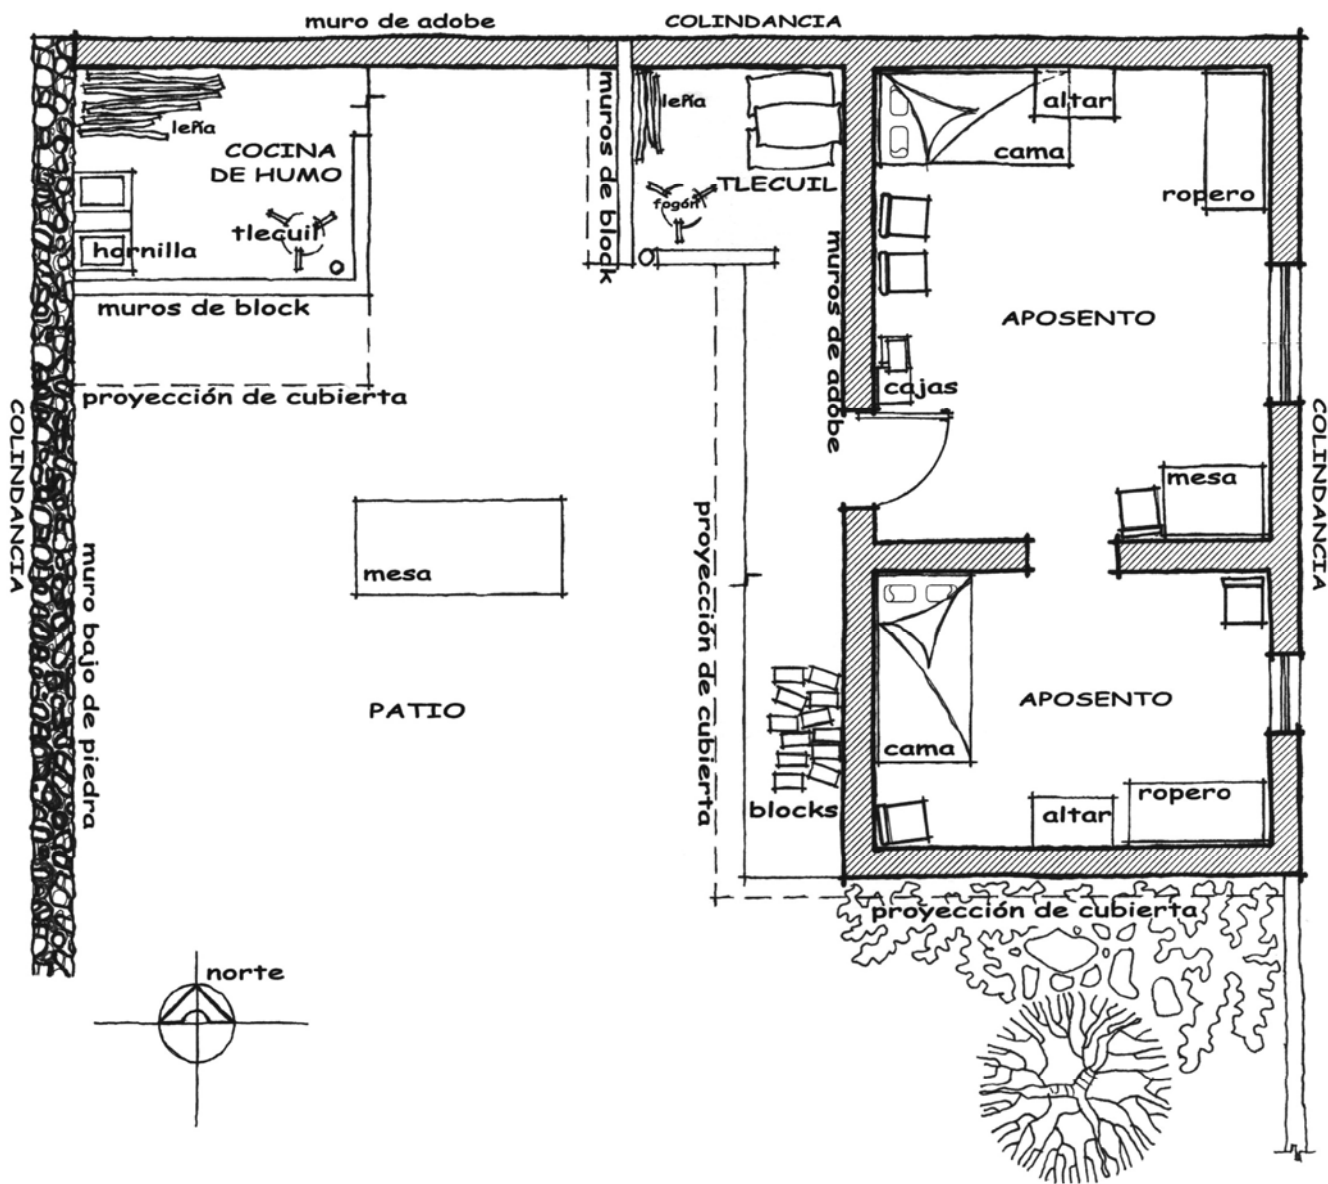 muro de adobe
COLINDANCIA
leña
COCINA
DE HUMO
tlecuil
hornilla
muros de block
proyección de cubierta
muros de block
leña
TLECUIL
fogón
muros de adobe
altar
cama
ropero
APOSENTO
cajas
mesa
COLINDANCIA
COLINDANCIA
muro bajo de piedra
mesa
PATIO
proyección de cubierta
blocks
cama
APOSENTO
ropero
altar
proyección de cubierta
norte